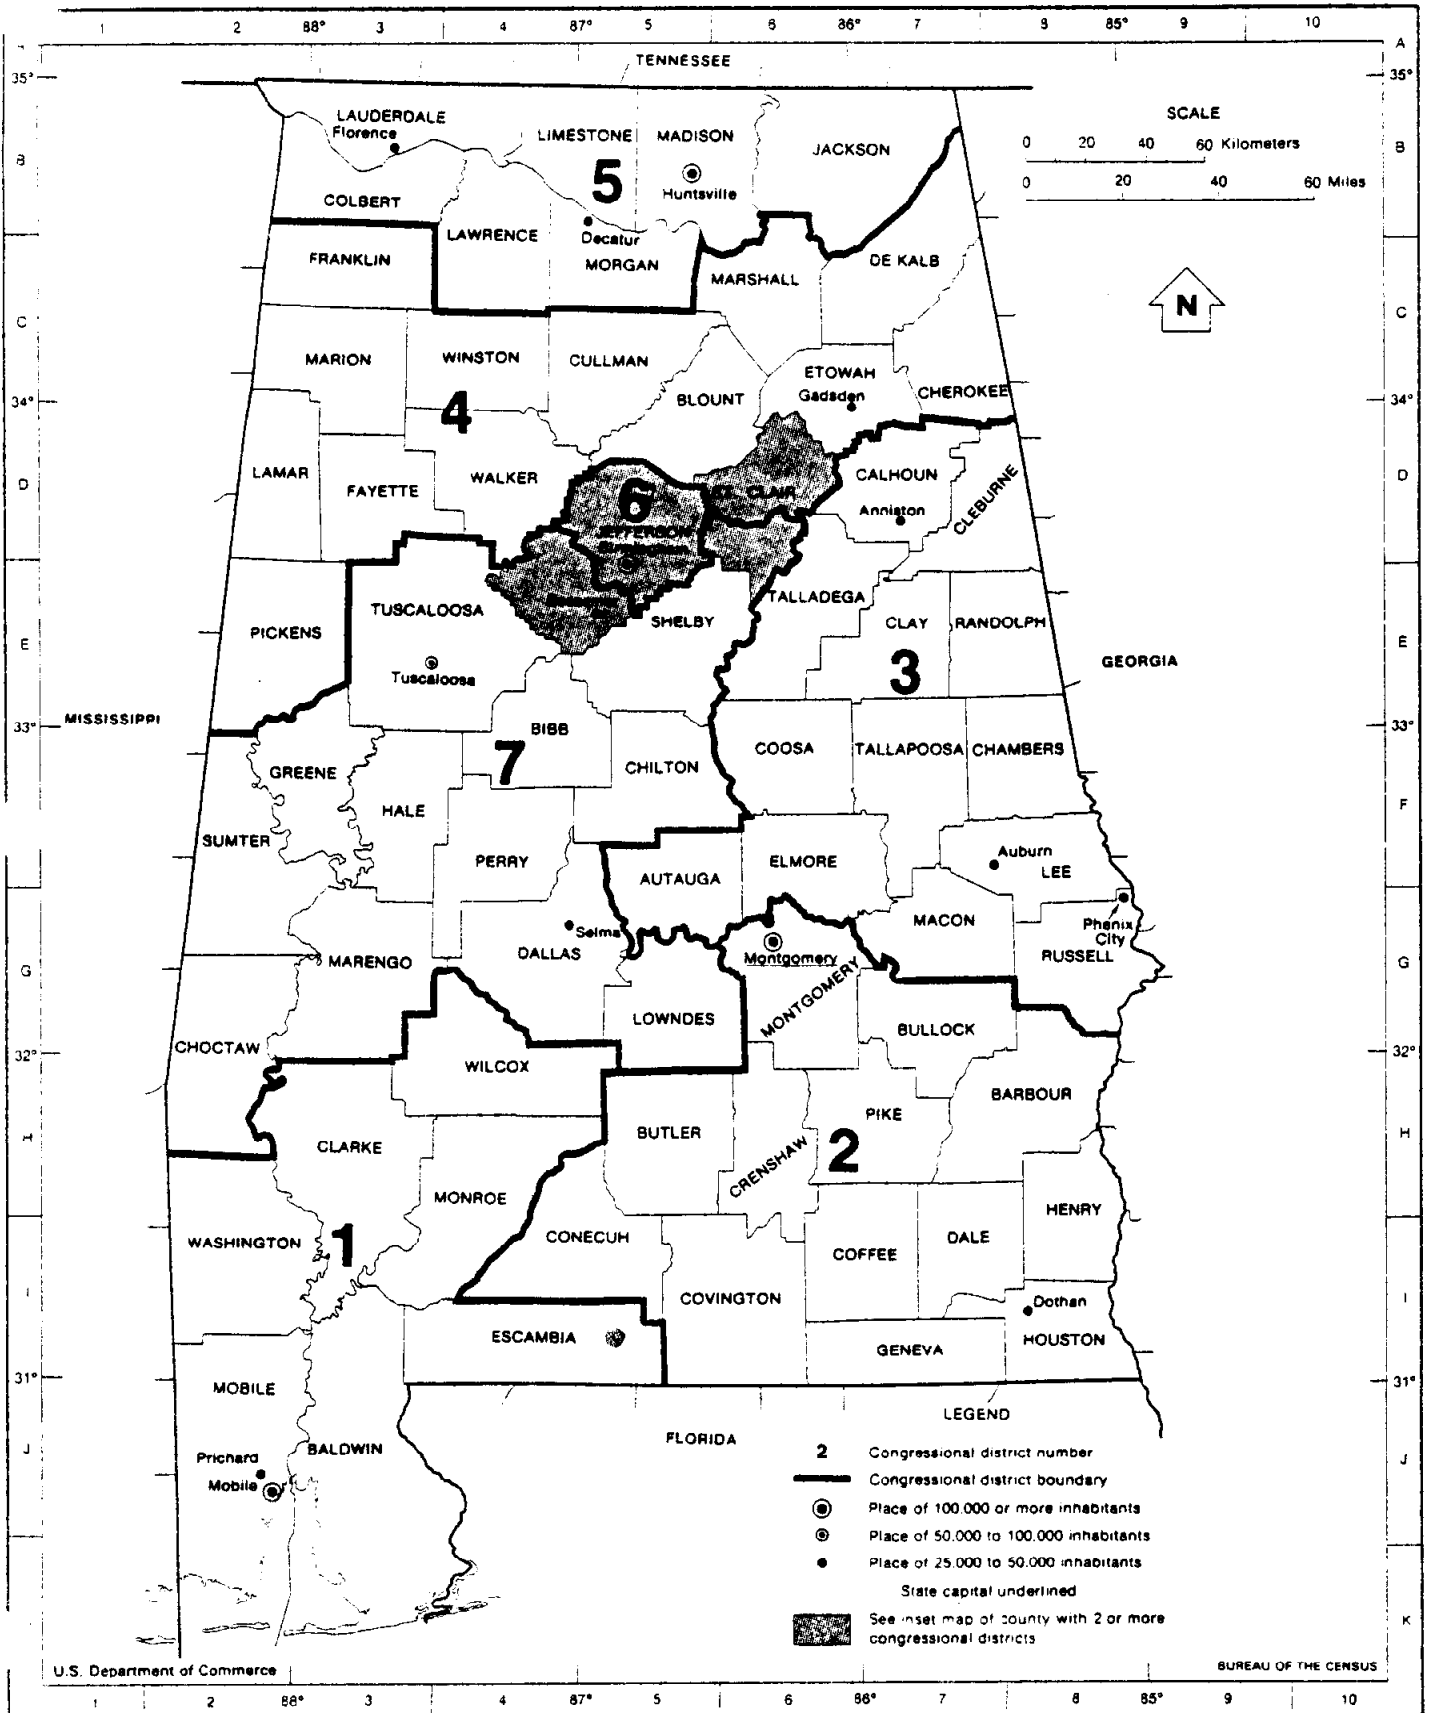 1 2 88° 3 4 87° 5 6 86° 7 8 85° 9 10
TENNESSEE
A
35°
35°
SCALE
0 20 40 60 Kilometers
0 20 40 60 Miles
LAUDERDALE
Florence
LIMESTONE
MADISON
JACKSON
B
B
5
Huntsville
COLBERT
LAWRENCE
Decatur
MORGAN
FRANKLIN
MARSHALL
DE KALB
N
C
C
MARION
WINSTON
CULLMAN
ETOWAH
Gadsden
CHEROKEE
BLOUNT
34°
34°
4
LAMAR
FAYETTE
WALKER
6
ST. CLAIR
CALHOUN
Anniston
CLEBURNE
D
D
JEFFERSON
Birmingham
TUSCALOOSA
Tuscaloosa
PICKENS
SHELBY
TALLADEGA
CLAY
RANDOLPH
E
E
3
GEORGIA
MISSISSIPPI
33°
33°
GREENE
BIBB
7
CHILTON
COOSA
TALLAPOOSA
CHAMBERS
HALE
SUMTER
PERRY
F
F
AUTAUGA
ELMORE
Auburn
LEE
Selma
DALLAS
MACON
Phenix
City
RUSSELL
MARENGO
Montgomery
MONTGOMERY
G
G
LOWNDES
BULLOCK
CHOCTAW
32°
32°
WILCOX
BARBOUR
PIKE
CLARKE
BUTLER
CRENSHAW
2
H
H
MONROE
HENRY
WASHINGTON
1
CONECUH
COFFEE
DALE
COVINGTON
Dothan
HOUSTON
I
I
ESCAMBIA
GENEVA
31°
31°
MOBILE
BALDWIN
Prichard
Mobile
FLORIDA
J
J
LEGEND
2 Congressional district number
Congressional district boundary
Place of 100,000 or more inhabitants
Place of 50,000 to 100,000 inhabitants
Place of 25,000 to 50,000 inhabitants
State capital underlined
See inset map of county with 2 or more
congressional districts
K
U.S. Department of Commerce
BUREAU OF THE CENSUS
1 2 88° 3 4 87° 5 6 86° 7 8 85° 9 10